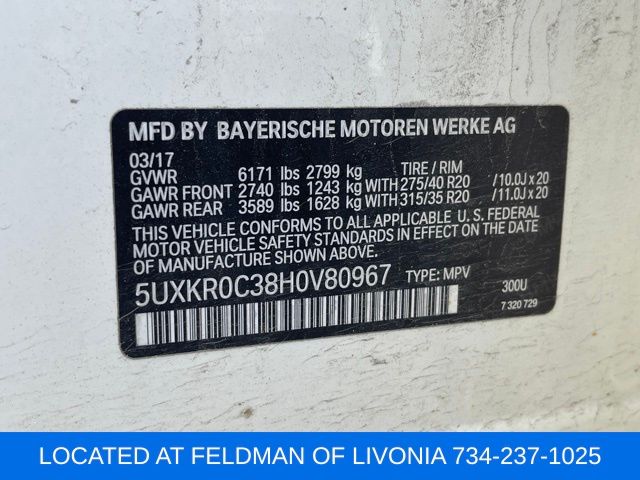 MFD BY BAYERISCHE MOTOREN WERKE AG
03/17 TIRE / RIM
GVWR 6171 lbs 2799 kg
GAWR FRONT 2740 lbs 1243 kg WITH 275/40 R20 /10.0J x 20
GAWR REAR 3589 lbs 1628 kg WITH 315/35 R20 /11.0J x 20
THIS VEHICLE CONFORMS TO ALL APPLICABLE U. S. FEDERAL
MOTOR VEHICLE SAFETY STANDARDS IN EFFECT ON THE DATE
OF MANUFACTURE SHOWN ABOVE.
5UXKR0C38H0V80967 TYPE: MPV 300U
7 320 729
LOCATED AT FELDMAN OF LIVONIA 734-237-1025